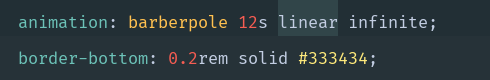 animation: barberpole 12s linear infinite;
border-bottom: 0.2rem solid #333434;